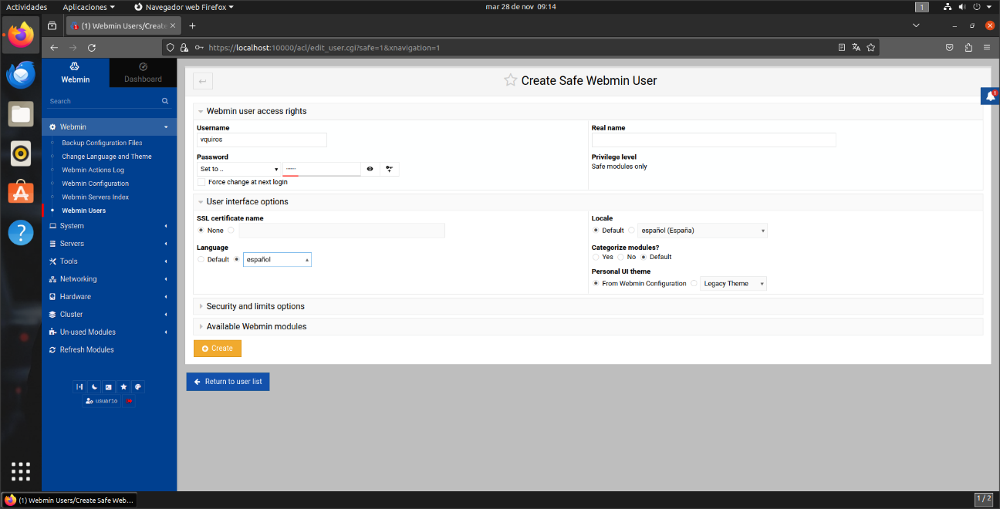 Actividades Aplicaciones Navegador web Firefox mar 28 de nov 09:14 1
1 (1) Webmin Users/Create
https://localhost:10000/acl/edit_user.cgi?safe=1&xnavigation=1
Webmin Dashboard
Search
Webmin
Backup Configuration Files
Change Language and Theme
Webmin Actions Log
Webmin Configuration
Webmin Servers Index
Webmin Users
System
Servers
Tools
Networking
Hardware
Cluster
Un-used Modules
Refresh Modules
usuario
Create Safe Webmin User
1
Webmin user access rights
Username
vquiros
Real name
Password
Set to ..
Force change at next login
Privilege level
Safe modules only
User interface options
SSL certificate name
None
Locale
Default español (España)
Language
Default español
Categorize modules?
Yes No Default
Personal UI theme
From Webmin Configuration Legacy Theme
Security and limits options
Available Webmin modules
Create
Return to user list
(1) Webmin Users/Create Safe Web... 1 / 2